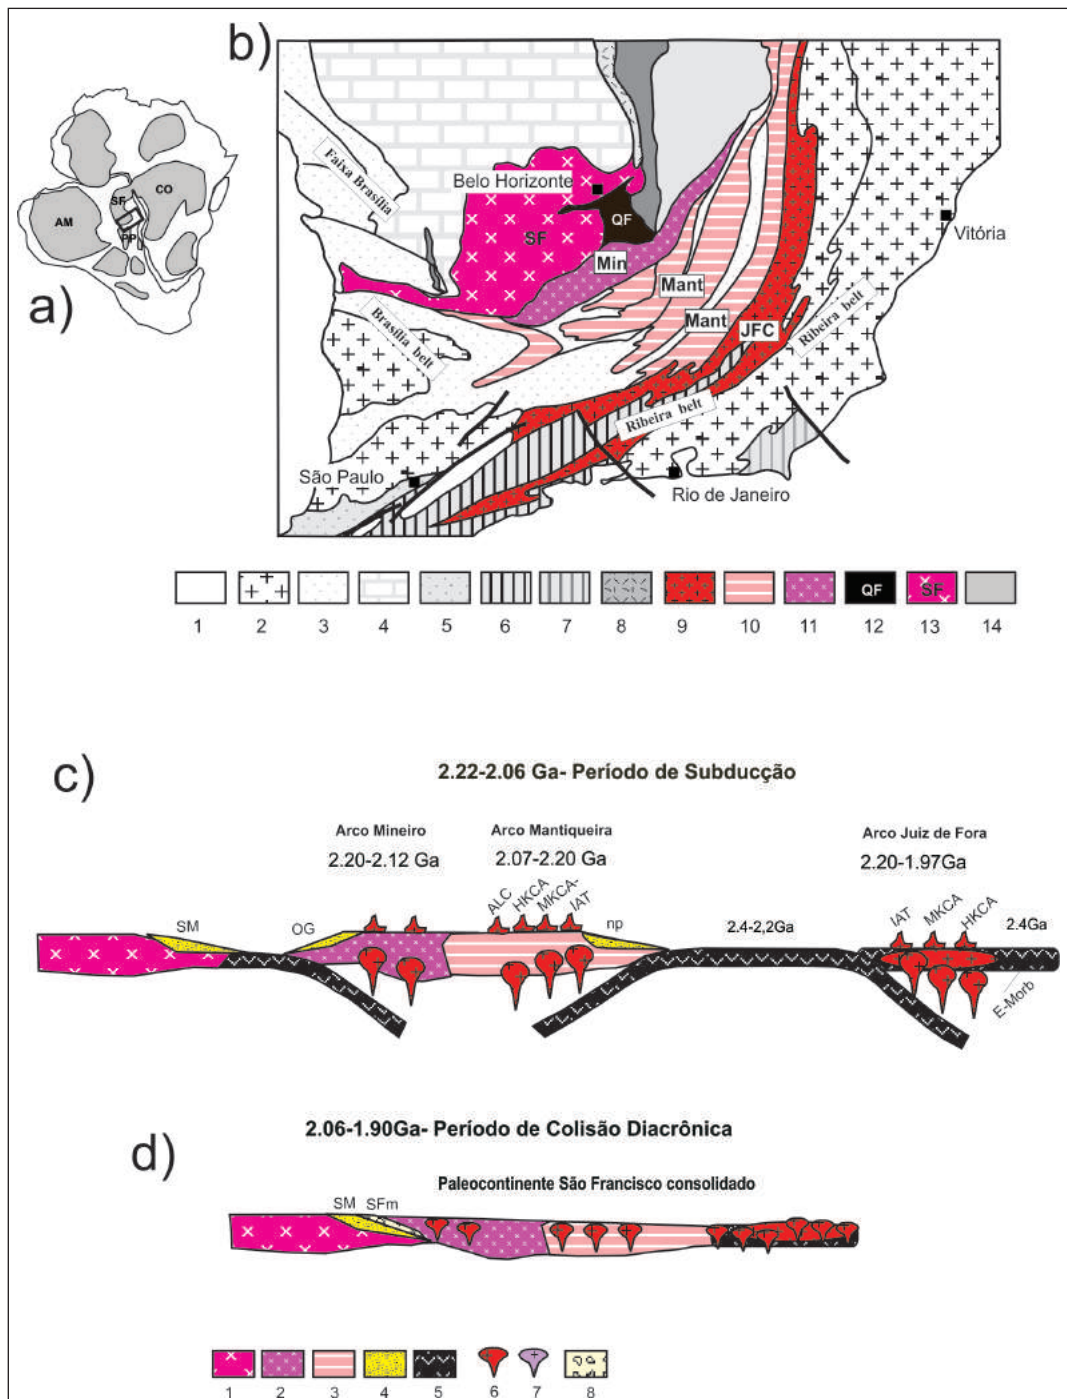 a)
AM
SF
CO
PP
b)
Faixa Brasília
Belo Horizonte
QF
SF
Min
Mant
Mant
JFC
Vitória
Brasília belt
Ribeira belt
Ribeira belt
São Paulo
Rio de Janeiro
QF
SF
1 2 3 4 5 6 7 8 9 10 11 12 13 14
c)
2.22-2.06 Ga- Período de Subducção
Arco Mineiro
2.20-2.12 Ga
Arco Mantiqueira
2.07-2.20 Ga
Arco Juiz de Fora
2.20-1.97Ga
SM
OG
ALC
HKCA
MKCA-
IAT
np
2.4-2,2Ga
IAT
MKCA
HKCA
2.4Ga
E-Morb
d)
2.06-1.90Ga- Período de Colisão Diacrônica
Paleocontinente São Francisco consolidado
SM
SFm
1 2 3 4 5 6 7 8